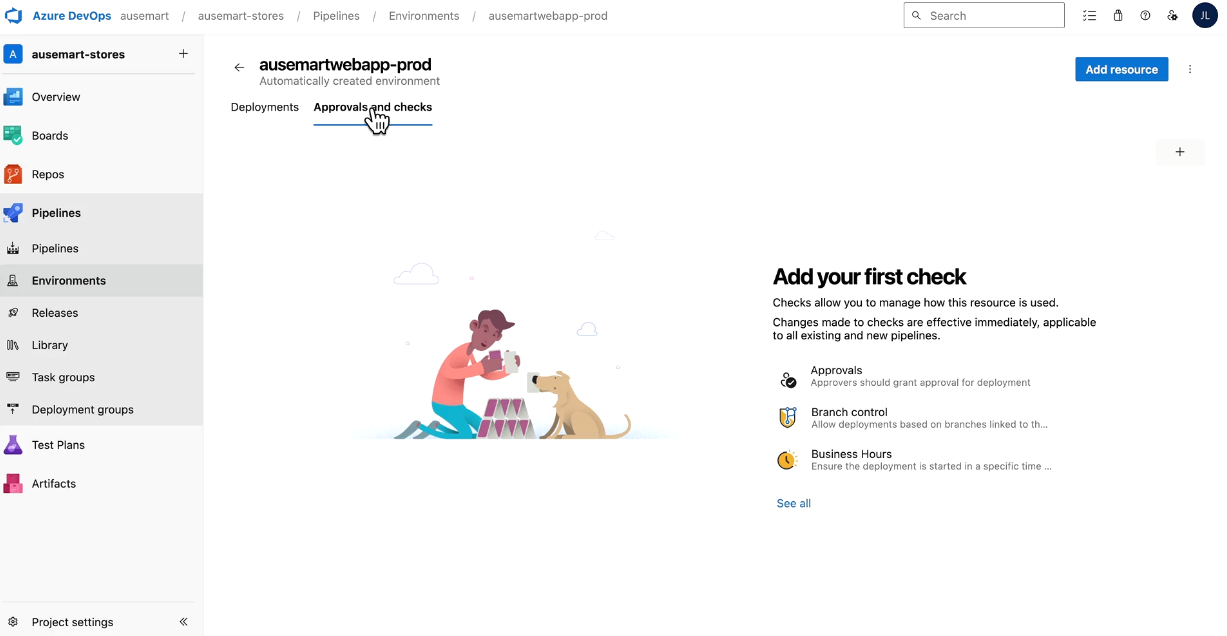 Azure DevOps ausemart / ausemart-stores / Pipelines / Environments / ausemartwebapp-prod Search JL
A ausemart-stores +
Overview
Boards
Repos
Pipelines
Pipelines
Environments
Releases
Library
Task groups
Deployment groups
Test Plans
Artifacts
Project settings
ausemartwebapp-prod
Automatically created environment
Add resource
Deployments Approvals and checks
+
Add your first check
Checks allow you to manage how this resource is used.
Changes made to checks are effective immediately, applicable
to all existing and new pipelines.
Approvals
Approvers should grant approval for deployment
Branch control
Allow deployments based on branches linked to th...
Business Hours
Ensure the deployment is started in a specific time ...
See all